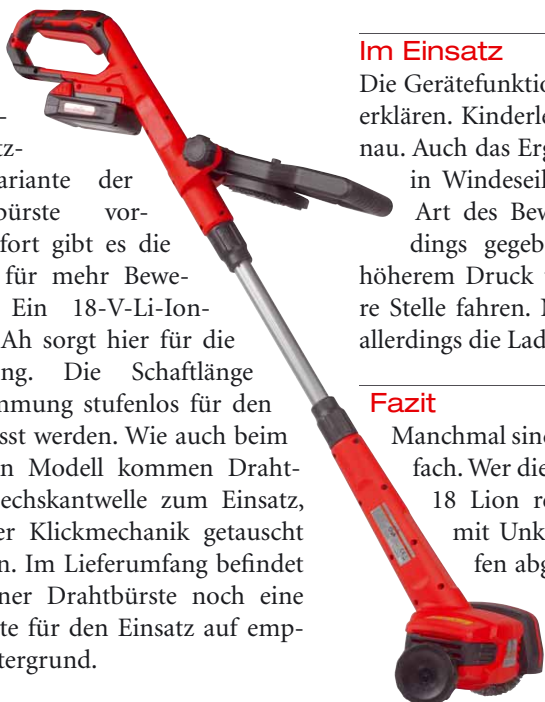 -
tz-
ariante der
bürste vor-
fort gibt es die
für mehr Bewe-
Ein 18-V-Li-Ion-
Ah sorgt hier für die
ng. Die Schaftlänge
mmung stufenlos für den
sst werden. Wie auch beim
n Modell kommen Draht-
echskantwelle zum Einsatz,
er Klickmechanik getauscht
n. Im Lieferumfang befindet
ner Drahtbürste noch eine
te für den Einsatz auf emp-
tergrund.
Im Einsatz
Die Gerätefunktio
erklären. Kinderle
nau. Auch das Erg
in Windeseil
Art des Bew
dings gegeb
höherem Druck
re Stelle fahren.
allerdings die Lad
Fazit
Manchmal sind
fach. Wer die
18 Lion re
mit Unk
fen abg